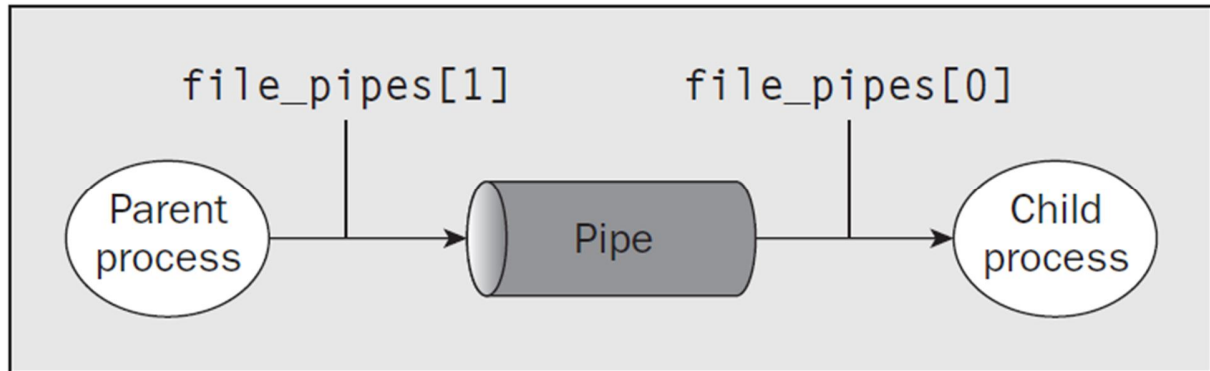 file_pipes[1]
file_pipes[0]
Parent
process
Pipe
Child
process